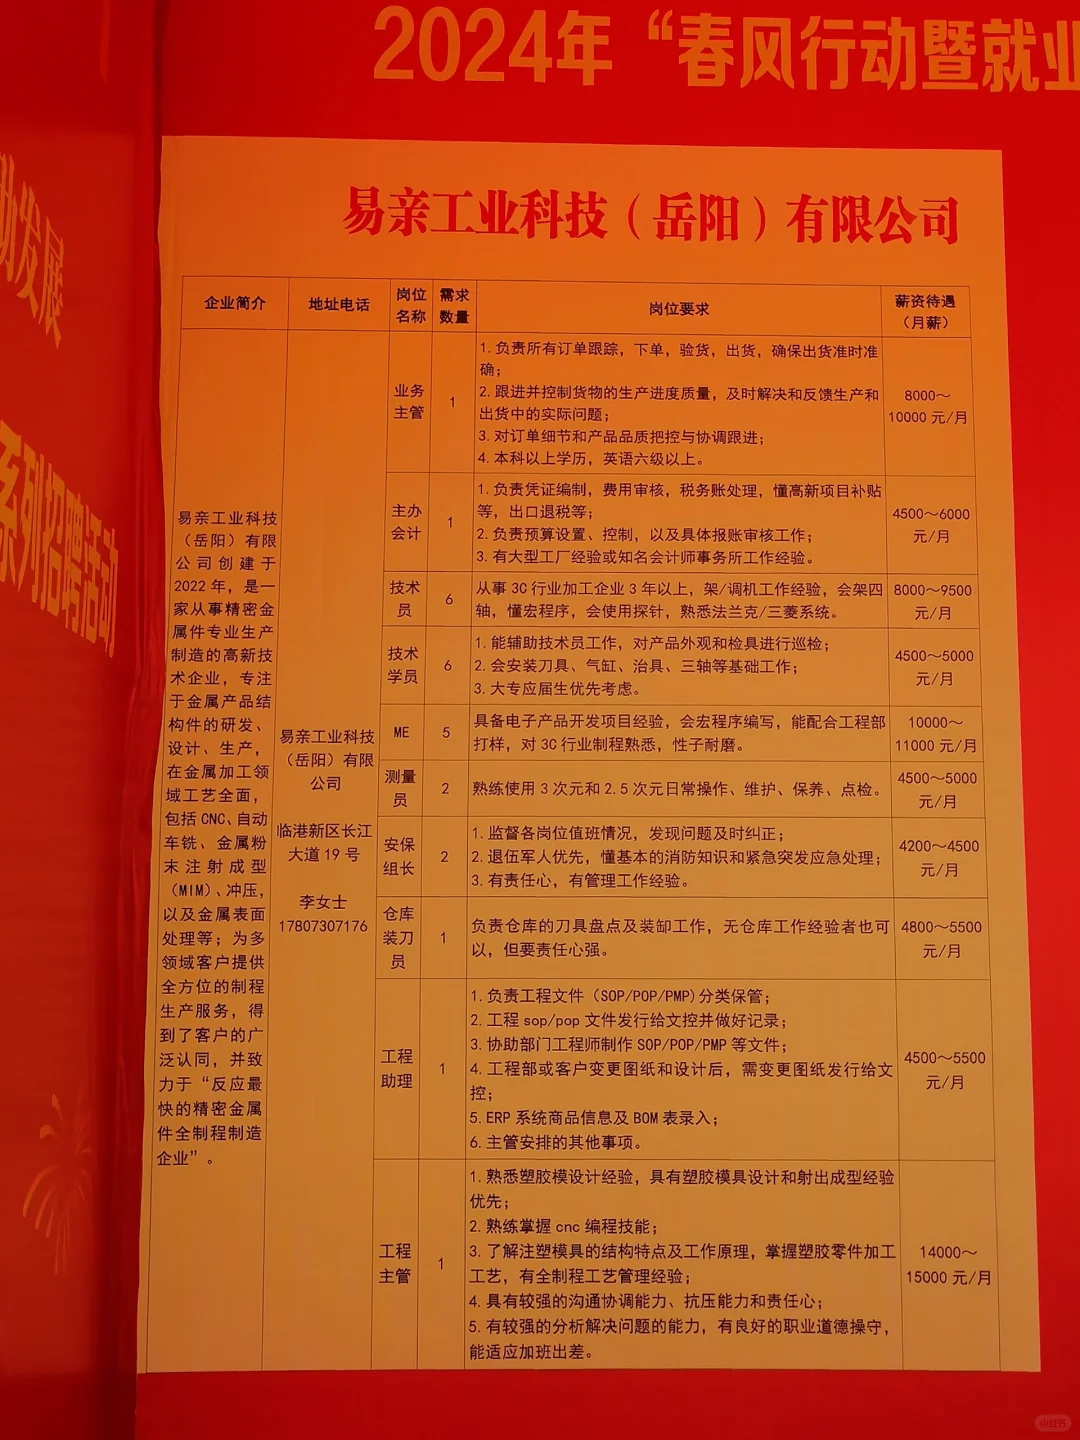 2024年“春风行动暨就业
励发展
系列招聘活动
易亲工业科技（岳阳）有限公司
企业简介
地址电话
岗位
名称
需求
数量
岗位要求
薪资待遇
（月薪）
易亲工业科技
（岳阳）有限
公司创建于
2022年，是一
家从事精密金
属件专业生产
制造的高新技
术企业，专注
于金属产品结
构件的研发、
设计、生产，
在金属加工领
域工艺全面，
包括CNC、自动
车铣、金属粉
末注射成型
（MIM）、冲压，
以及金属表面
处理等；为多
领域客户提供
全方位的制程
生产服务，得
到了客户的广
泛认同，并致
力于“反应最
快的精密金属
件全制程制造
企业”。
易亲工业科技
（岳阳）有限
公司
临港新区长江
大道19号
李女士
17807307176
业务
主管
1
1. 负责所有订单跟踪，下单，验货，出货，确保出货准时准
确；
2. 跟进并控制货物的生产进度质量，及时解决和反馈生产和
出货中的实际问题；
3. 对订单细节和产品品质把控与协调跟进；
4. 本科以上学历，英语六级以上。
8000～
10000元/月
主办
会计
1
1. 负责凭证编制，费用审核，税务账处理，懂高新项目补贴
等，出口退税等；
2. 负责预算设置、控制，以及具体报账审核工作；
3. 有大型工厂经验或知名会计师事务所工作经验。
4500～6000
元/月
技术
员
6
从事3C行业加工企业3年以上，架/调机工作经验，会架四
轴，懂宏程序，会使用探针，熟悉法兰克/三菱系统。
8000～9500
元/月
技术
学员
6
1. 能辅助技术员工作，对产品外观和检具进行巡检；
2. 会安装刀具、气缸、治具、三轴等基础工作；
3. 大专应届生优先考虑。
4500～5000
元/月
ME
5
具备电子产品开发项目经验，会宏程序编写，能配合工程部
打样，对3C行业制程熟悉，性子耐磨。
10000～
11000元/月
测量
员
2
熟练使用3次元和2.5次元日常操作、维护、保养、点检。
4500～5000
元/月
安保
组长
2
1. 监督各岗位值班情况，发现问题及时纠正；
2. 退伍军人优先，懂基本的消防知识和紧急突发应急处理；
3. 有责任心，有管理工作经验。
4200～4500
元/月
仓库
装刀
员
1
负责仓库的刀具盘点及装卸工作，无仓库工作经验者也可
以，但要责任心强。
4800～5500
元/月
工程
助理
1
1. 负责工程文件（SOP/POP/PMP)分类保管；
2. 工程sop/pop文件发行给文控并做好记录；
3. 协助部门工程师制作SOP/POP/PMP等文件；
4. 工程部或客户变更图纸和设计后，需变更图纸发行给文
控；
5. ERP系统商品信息及BOM表录入；
6. 主管安排的其他事项。
4500～5500
元/月
工程
主管
1
1. 熟悉塑胶模设计经验，具有塑胶模具设计和射出成型经验
优先；
2. 熟练掌握cnc编程技能；
3. 了解注塑模具的结构特点及工作原理，掌握塑胶零件加工
工艺，有全制程工艺管理经验；
4. 具有较强的沟通协调能力、抗压能力和责任心；
5. 有较强的分析解决问题的能力，有良好的职业道德操守，
能适应加班出差。
14000～
15000元/月
小红书